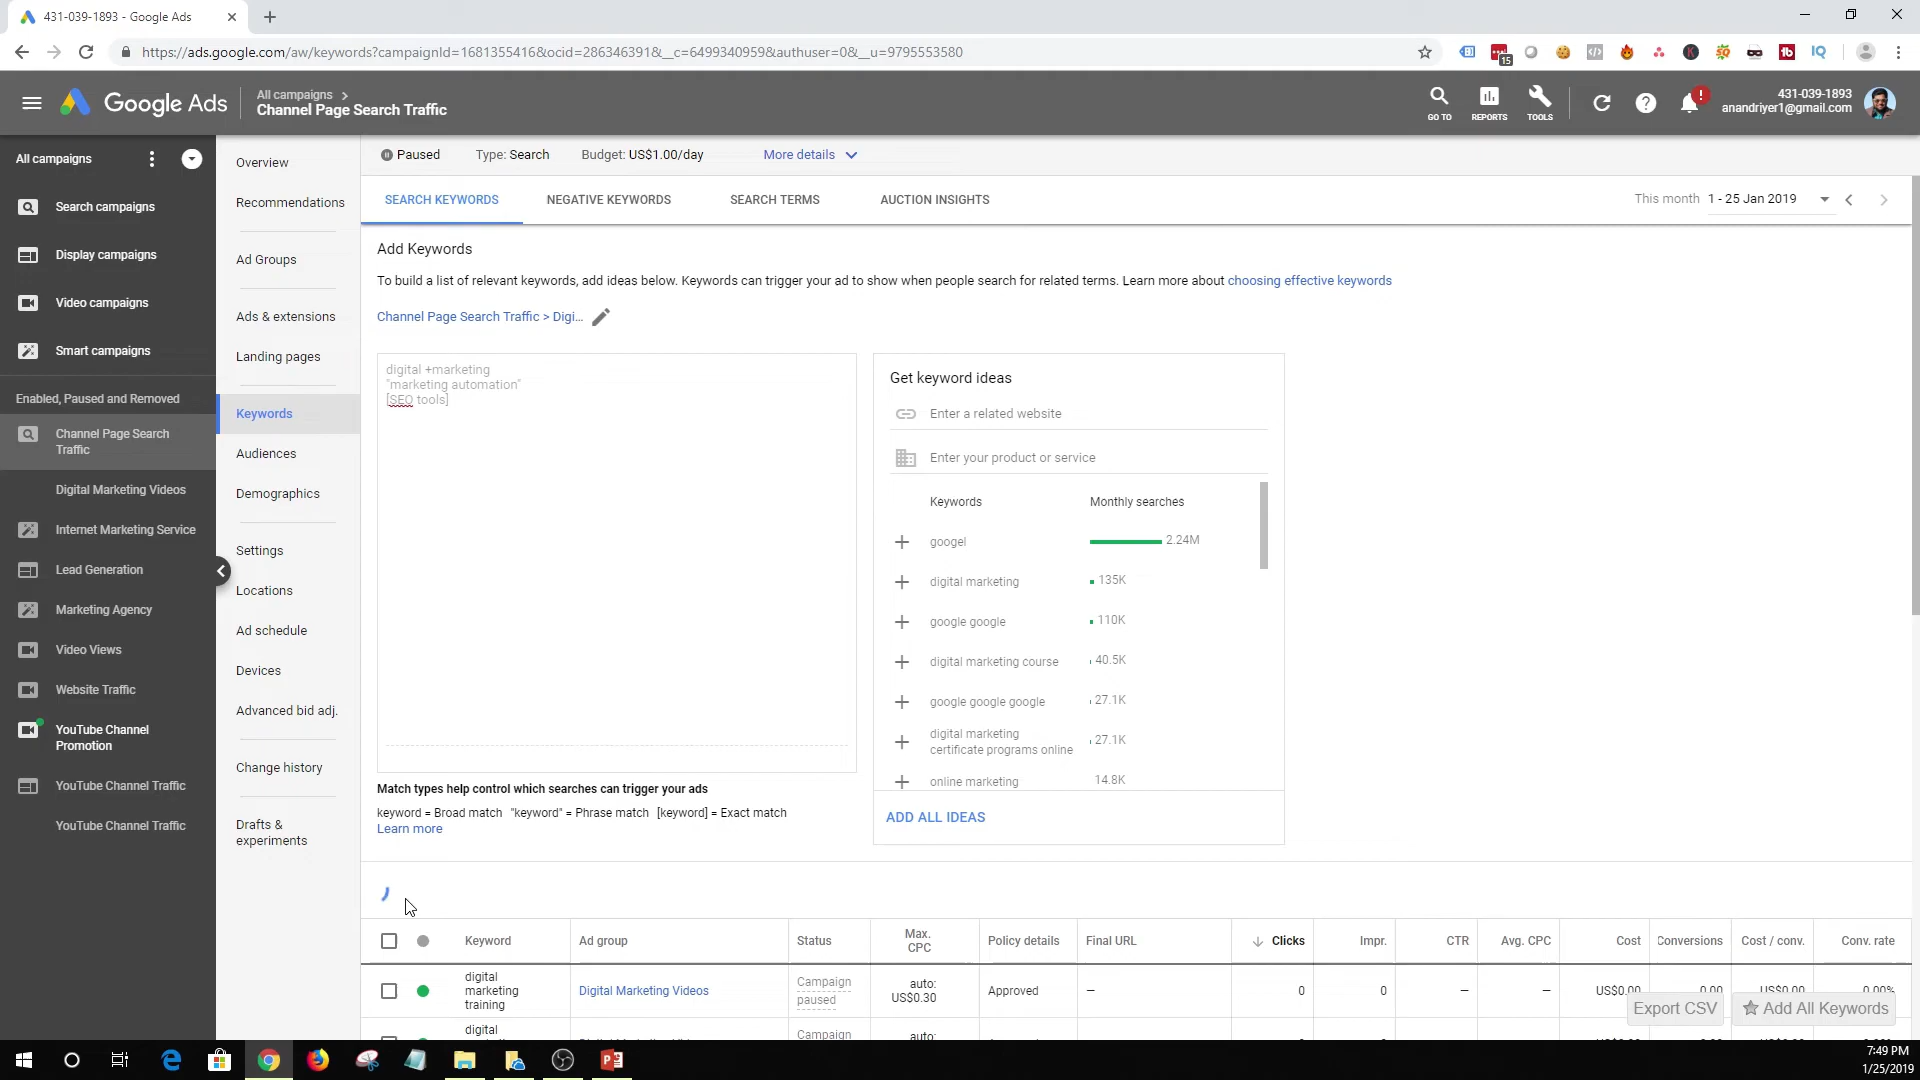 431-039-1893 - Google Ads
https://ads.google.com/aw/keywords?campaignId=1681355416&ocid=286346391&__c=6499340959&authuser=0&__u=9795553580
15
Google Ads
All campaigns
Channel Page Search Traffic
GO TO
REPORTS
TOOLS
431-039-1893
anandriyer1@gmail.com
All campaigns
Search campaigns
Display campaigns
Video campaigns
Smart campaigns
Enabled, Paused and Removed
Channel Page Search
Traffic
Digital Marketing Videos
Internet Marketing Service
Lead Generation
Marketing Agency
Video Views
Website Traffic
YouTube Channel
Promotion
YouTube Channel Traffic
YouTube Channel Traffic
Overview
Recommendations
Ad Groups
Ads & extensions
Landing pages
Keywords
Audiences
Demographics
Settings
Locations
Ad schedule
Devices
Advanced bid adj.
Change history
Drafts &
experiments
Paused Type: Search Budget: US$1.00/day More details
SEARCH KEYWORDS NEGATIVE KEYWORDS SEARCH TERMS AUCTION INSIGHTS
This month 1 - 25 Jan 2019
Add Keywords
To build a list of relevant keywords, add ideas below. Keywords can trigger your ad to show when people search for related terms. Learn more about choosing effective keywords
Channel Page Search Traffic > Digi...
digital +marketing
"marketing automation"
[SEO tools]
Match types help control which searches can trigger your ads
keyword = Broad match "keyword" = Phrase match [keyword] = Exact match
Learn more
Get keyword ideas
Enter a related website
Enter your product or service
Keywords Monthly searches
googel 2.24M
digital marketing 135K
google google 110K
digital marketing course 40.5K
google google google 27.1K
digital marketing
certificate programs online 27.1K
online marketing 14.8K
ADD ALL IDEAS
Keyword Ad group Status Max. CPC Policy details Final URL Clicks Impr. CTR Avg. CPC Cost Conversions Cost / conv. Conv. rate
digital
marketing
training
Digital Marketing Videos
Campaign
paused
auto:
US$0.30
Approved – 0 0 – – US$0.00 0.00 US$0.00 0.00%
digital
Campaign
auto:
Export CSV
Add All Keywords
7:49 PM
1/25/2019